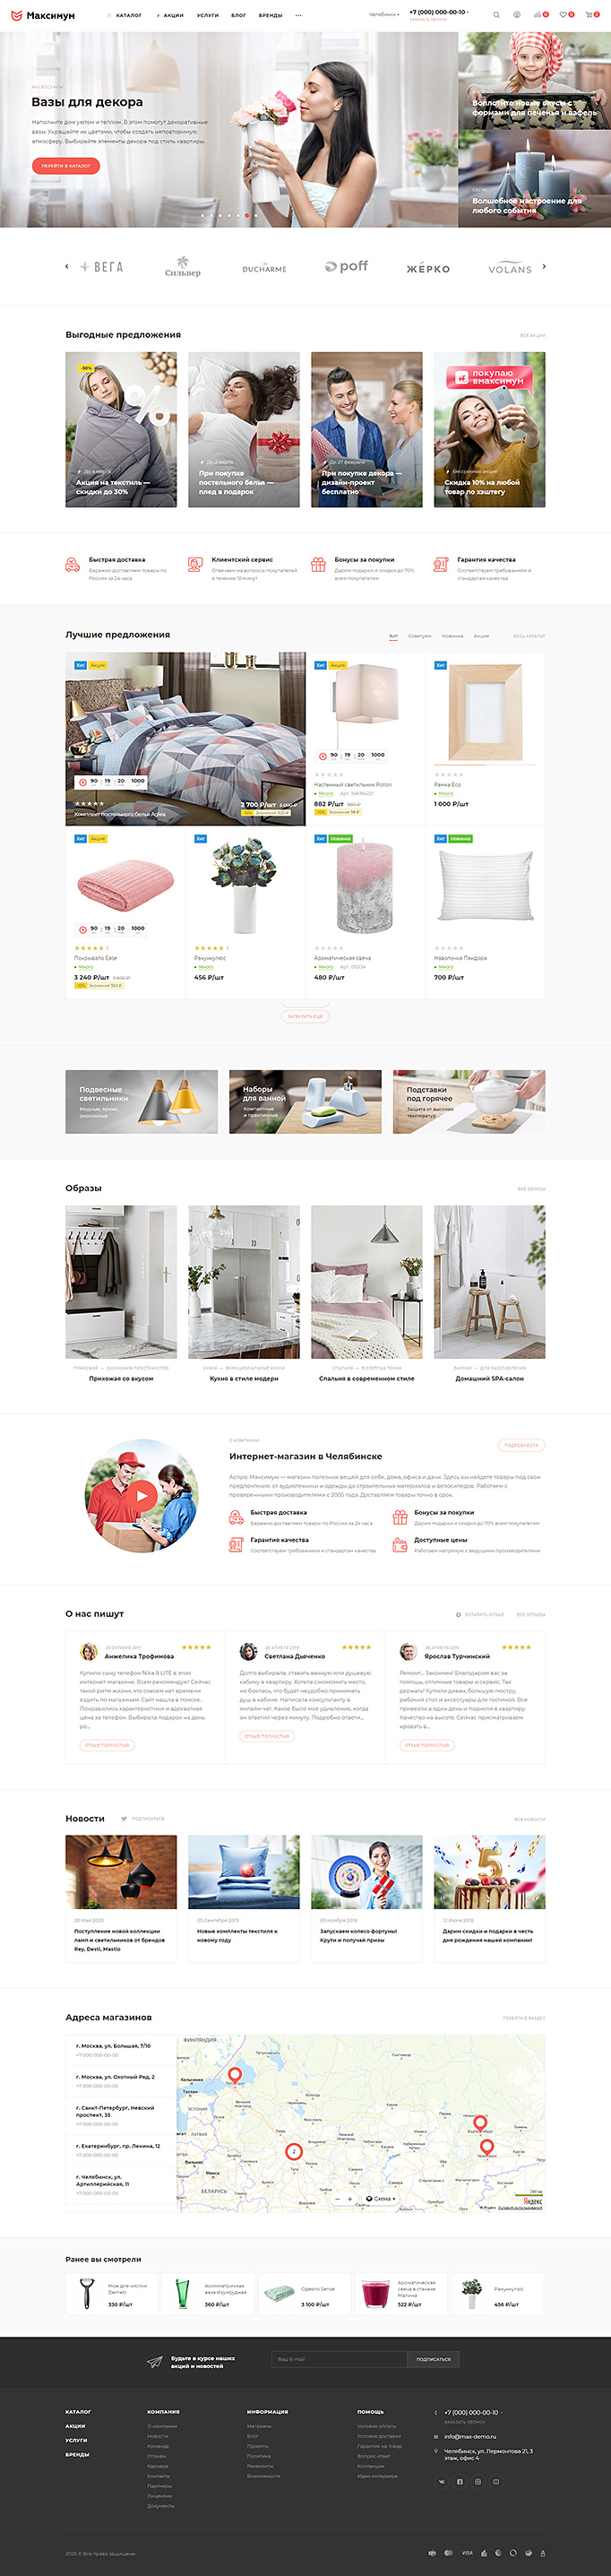 Максимум
КАТАЛОГ
АКЦИИ
УСЛУГИ
БЛОГ
БРЕНДЫ
Челябинск
+7 (000) 000-00-10
ЗАКАЗАТЬ ЗВОНОК
АКСЕССУАРЫ
Вазы для декора
Наполните дом уютом и теплом. В этом помогут декоративные
вазы. Украшайте их цветами, чтобы создать неповторимую
атмосферу. Выбирайте элементы декора под стиль квартиры.
ПЕРЕЙТИ В КАТАЛОГ
Воплотите новые вкусы с
формами для печенья и вафель
СВЕЧИ
Волшебное настроение для
любого события
ВЕГА
Сильвер
DUCHARME
poff
ЖЕРКО
VOLANS
Выгодные предложения
ВСЕ АКЦИИ
-30%
%
Акция на текстиль —
скидки до 30%
При покупке
постельного белья —
плед в подарок
До 27 февраля
При покупке декора —
дизайн-проект
бесплатно
# покупаю
вмаксимум
Бессрочная акция
Скидка 10% на любой
товар по хэштегу
Быстрая доставка
Бережно доставляем товары по
России за 24 часа
Клиентский сервис
Отвечаем на вопросы покупателей
в течение 10 минут
Бонусы за покупки
Дарим подарки и скидки до 70%
всем покупателям
Гарантия качества
Соответствуем требованиям и
стандартам качества
Лучшие предложения
Хит
Советуем
Новинка
Акция
ВЕСЬ КАТАЛОГ
Хит Акция
90 : 19 : 20 1000
Комплект постельного белья Адель
2 700 ₽/шт
-10% Экономия 300 ₽
Хит Акция
90 : 19 : 20 1000
Настенный светильник Potion
Много
882 ₽/шт 980 ₽
-10% Экономия 98 ₽
Хит
Рамка Eco
Много
1 000 ₽/шт
Хит Акция
90 : 19 : 20 1000
Покрывало Ease
Много
3 240 ₽/шт 3 600 ₽
-10% Экономия 360 ₽
Хит
Ранункулюс
Много
456 ₽/шт
Хит Новинка
Ароматическая свеча
Много Арт. 010234
480 ₽/шт
Хит Новинка
Наволочка Пандора
Много
700 ₽/шт
ЗАГРУЗИТЬ ЕЩЕ
Подвесные
светильники
Модные, яркие,
экономные
Наборы
для ванной
Компактные
и практичные
Подставки
под горячее
Защита от высоких
температур
Образы
ВСЕ ОБРАЗЫ
ПРИХОЖАЯ — ЭКОНОМИМ ПРОСТРАНСТВО
Прихожая со вкусом
КУХНЯ — ФУНКЦИОНАЛЬНЫЕ КУХНИ
Кухня в стиле модерн
СПАЛЬНЯ — В СВЕТЛЫХ ТОНАХ
Спальня в современном стиле
ВАННАЯ — ДЛЯ РАССЛАБЛЕНИЯ
Домашний SPA-салон
О КОМПАНИИ
ПОДРОБНОСТИ
Интернет-магазин в Челябинске
Аспро: Максимум — магазин полезных вещей для себя, дома, офиса и дачи. Здесь вы найдете товары под свои
предпочтения: от аудиотехники и одежды до строительных материалов и велосипедов. Работаем с
проверенными производителями с 2005 года. Доставляем товары точно в срок.
Быстрая доставка
Бережно доставляем товары по России за 24 часа
Бонусы за покупки
Дарим подарки и скидки до 70% всем покупателям
Гарантия качества
Соответствуем требованиям и стандартам качества
Доступные цены
Работаем напрямую с ведущими производителями
О нас пишут
ОСТАВИТЬ ОТЗЫВ
ВСЕ ОТЗЫВЫ
Анжелика Трофимова
Купили сыну телефон Nika 8 LITE в этом
интернет-магазине. Всем рекомендую! Сейчас
такой ритм жизни, что совсем нет времени
ездить по магазинам. Сайт нашла в поиске.
Понравились характеристики и адекватная
цена за телефон. Выбирала подарок на день
ро...
ОТЗЫВ ПОЛНОСТЬЮ
26 АПРЕЛЯ 2019
Светлана Дьяченко
Долго выбирала, ставить ванную или душевую
кабину в квартиру. Хотела сэкономить место,
но боялась, что будет неудобно принимать
душ в кабине. Написала консультанту в
онлайн-чат. Какое было мое удивление, когда
он ответил через минуту. Подробно ответи...
ОТЗЫВ ПОЛНОСТЬЮ
26 АПРЕЛЯ 2019
Ярослав Турчинский
Ремонт... Закончен! Благодарим вас за
помощь, отличные товары и сервис. Так
держать! Купили диван, большую люстру,
рабочий стол и аксессуары для гостиной. Все
привезли в один день и подняли в квартиру.
Качество на высоте. Сейчас присматриваем
кровать в...
ОТЗЫВ ПОЛНОСТЬЮ
Новости
ПОДПИСАТЬСЯ
ВСЕ НОВОСТИ
26 Мая 2020
Поступление новой коллекции
ламп и светильников от брендов
Rey, Desti, Mastio
05 Сентября 2019
Новые комплекты текстиля к
новому году
09 Ноября 2018
Запускаем колесо фортуны!
Крути и получай призы
5
12 Июля 2018
Дарим скидки и подарки в честь
дня рождения нашей компании!
Адреса магазинов
ПЕРЕЙТИ В РАЗДЕЛ
г. Москва, ул. Большая, 7/10
+7 000 000-00-00
г. Москва, ул. Охотный Ряд, 2
+7 000 000-00-00
г. Санкт-Петербург, Невский
проспект, 35
+7 000 000-00-00
г. Екатеринбург, пр. Ленина, 12
+7 000 000-00-00
г. Челябинск, ул.
Артиллерийская, 11
+7 000 000-00-00
ФИНЛЯНДИЯ
Хельсинки
Таллин
ЭСТОНИЯ
ЛАТВИЯ
Вильнюс
Минск
БЕЛАРУСЬ
2
Схема
Яндекс
Ранее вы смотрели
Нож для чистки
Demetr
330 ₽/шт
Асимметричная
ваза Изумрудная
360 ₽/шт
Одеяло Sense
3 100 ₽/шт
Ароматическая
свеча в стакане
Малина
522 ₽/шт
Ранункулюс
456 ₽/шт
Будьте в курсе наших
акций и новостей
Ваш E-mail
ПОДПИСАТЬСЯ
КАТАЛОГ
АКЦИИ
УСЛУГИ
БРЕНДЫ
КОМПАНИЯ
О компании
Новости
Команда
Отзывы
Карьера
Контакты
Партнеры
Лицензии
Документы
ИНФОРМАЦИЯ
Магазины
Блог
Проекты
Политика
Реквизиты
Возможности
ПОМОЩЬ
Условия оплаты
Условия доставки
Гарантия на товар
Вопрос-ответ
Коллекции
Идеи интерьера
+7 (000) 000-00-10
ЗАКАЗАТЬ ЗВОНОК
info@max-demo.ru
Челябинск, ул. Лермонтова 21, 3
этаж, офис 4
2020 © Все права защищены
VISA